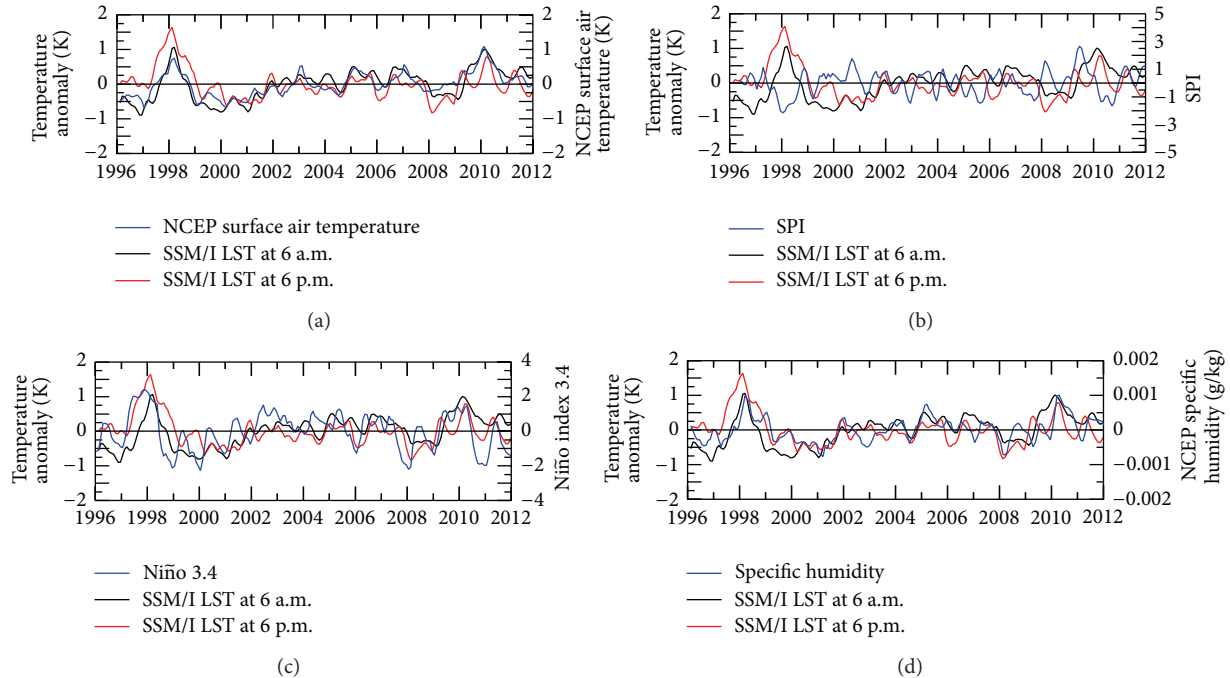 2
1
0
−1
−2
Temperature
anomaly (K)
2
1
0
−1
−2
NCEP surface air
temperature (K)
1996 1998 2000 2002 2004 2006 2008 2010 2012
NCEP surface air temperature
SSM/I LST at 6 a.m.
SSM/I LST at 6 p.m.
(a)
2
1
0
−1
−2
Temperature
anomaly (K)
5
3
1
−1
−3
−5
SPI
1996 1998 2000 2002 2004 2006 2008 2010 2012
SPI
SSM/I LST at 6 a.m.
SSM/I LST at 6 p.m.
(b)
2
1
0
−1
−2
Temperature
anomaly (K)
4
2
0
−2
−4
Niño index 3.4
1996 1998 2000 2002 2004 2006 2008 2010 2012
Niño 3.4
SSM/I LST at 6 a.m.
SSM/I LST at 6 p.m.
(c)
2
1
0
−1
−2
Temperature
anomaly (K)
0.002
0.001
0
−0.001
−0.002
NCEP specific
humidity (g/kg)
1996 1998 2000 2002 2004 2006 2008 2010 2012
Specific humidity
SSM/I LST at 6 a.m.
SSM/I LST at 6 p.m.
(d)